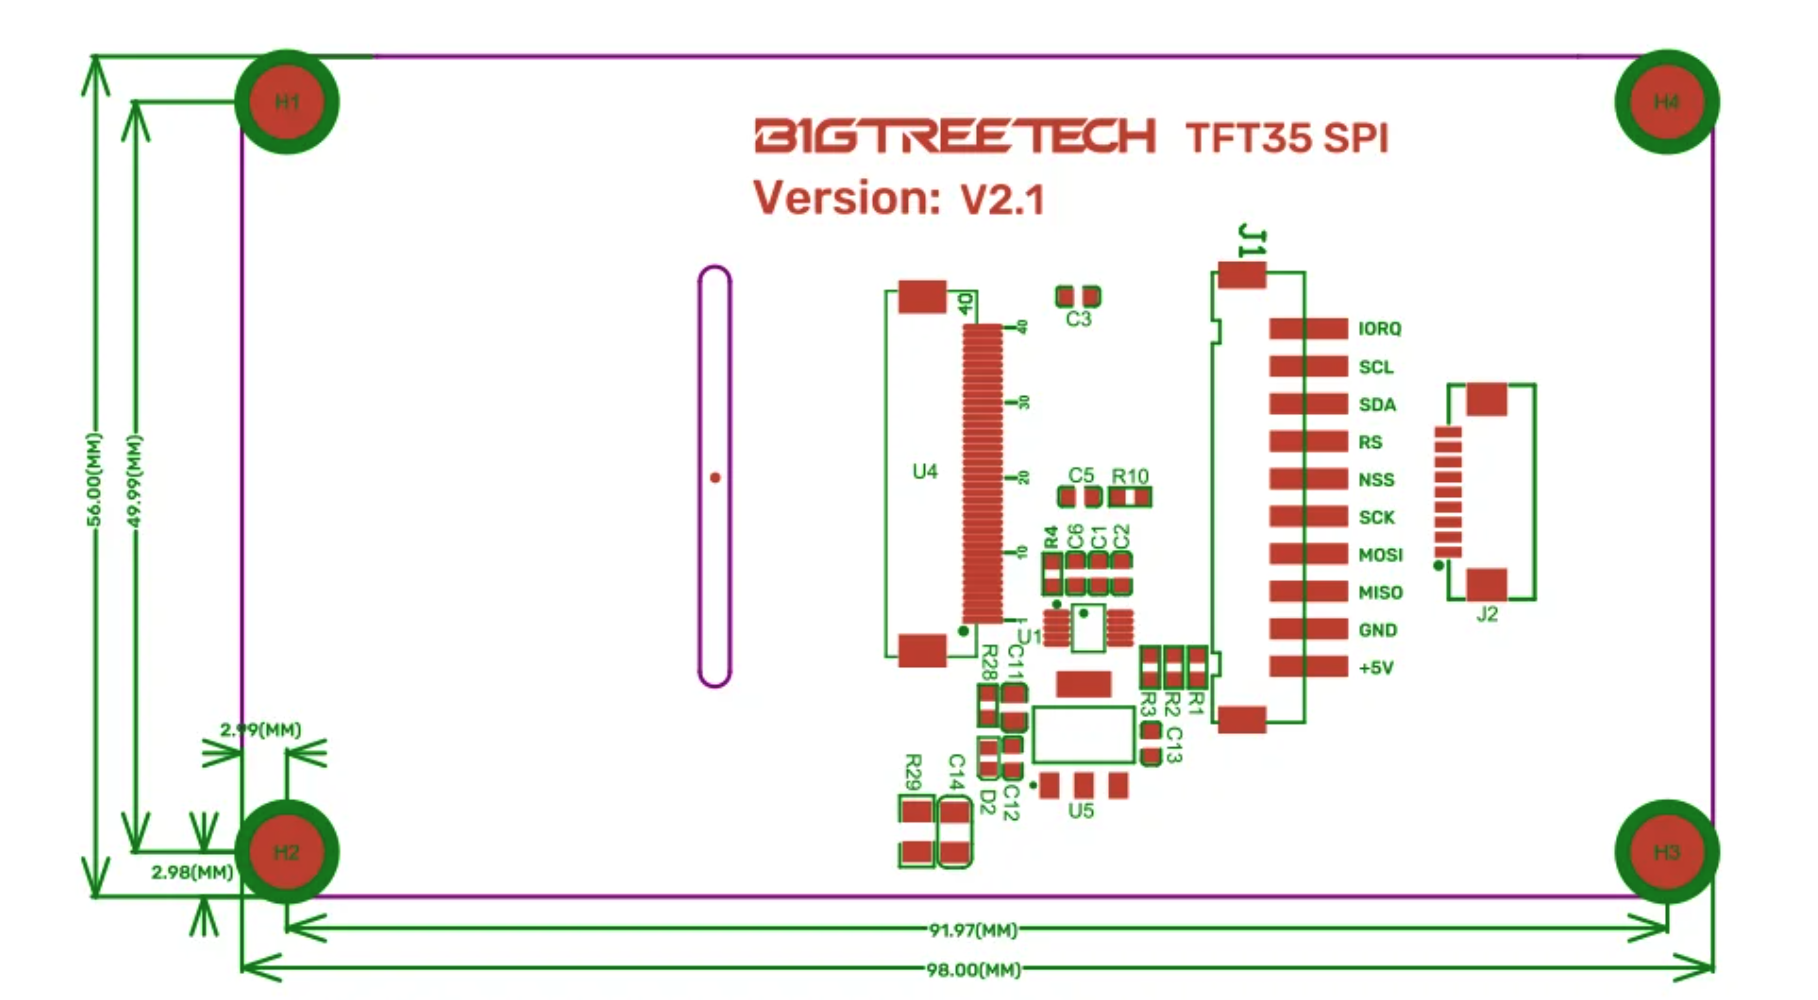 H1
H4
BIGTREETECH TFT35 SPI
Version: V2.1
J1
40
40
C3
IORQ
SCL
30
SDA
RS
56.00(MM)
49.99(MM)
U4
20
C5
R10
NSS
SCK
R4
C6
C1
C2
10
MOSI
MISO
J2
1
U1
GND
+5V
R28
C11
R3
R2
R1
2.99(MM)
C13
R29
C14
D2
C12
U5
H2
H3
2.98(MM)
91.97(MM)
98.00(MM)